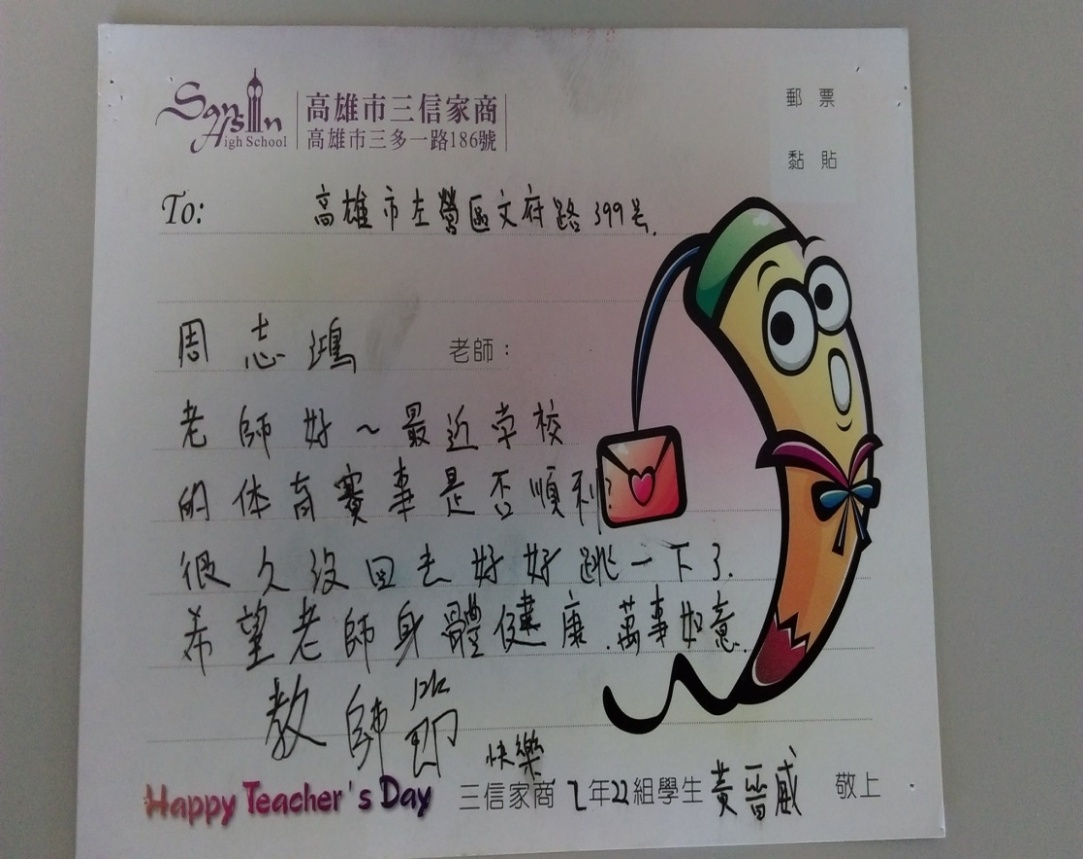 San Sin
High School
高雄市三信家商
高雄市三多一路186號
郵票
黏貼
To: 高雄市左營區文府路399号.
周志鴻 老師：
老師好～最近学校
的体育賽事是否順利?
很久沒回去好好跳一下了.
希望老師身體健康.萬事如意.
教師節
快樂
Happy Teacher's Day 三信家商 2年22組學生 黃晋威 敬上